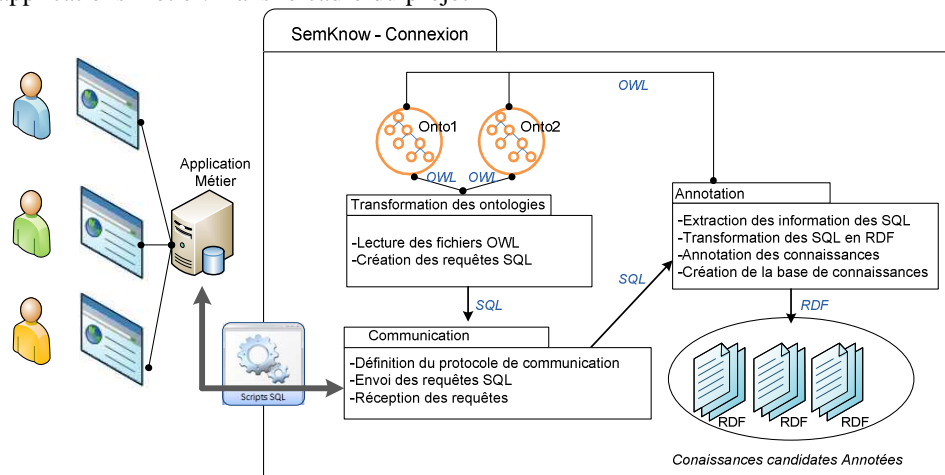 SemKnow - Connexion
OWL
Onto1
Onto2
OWL
OWL
Application
Métier
Transformation des ontologies
-Lecture des fichiers OWL
-Création des requêtes SQL
Annotation
-Extraction des information des SQL
-Transformation des SQL en RDF
-Annotation des connaissances
-Création de la base de connaissances
SQL
SQL
RDF
Communication
-Définition du protocole de communication
-Envoi des requêtes SQL
-Réception des requêtes
Scripts SQL
RDF
RDF
RDF
Conaissances candidates Annotées